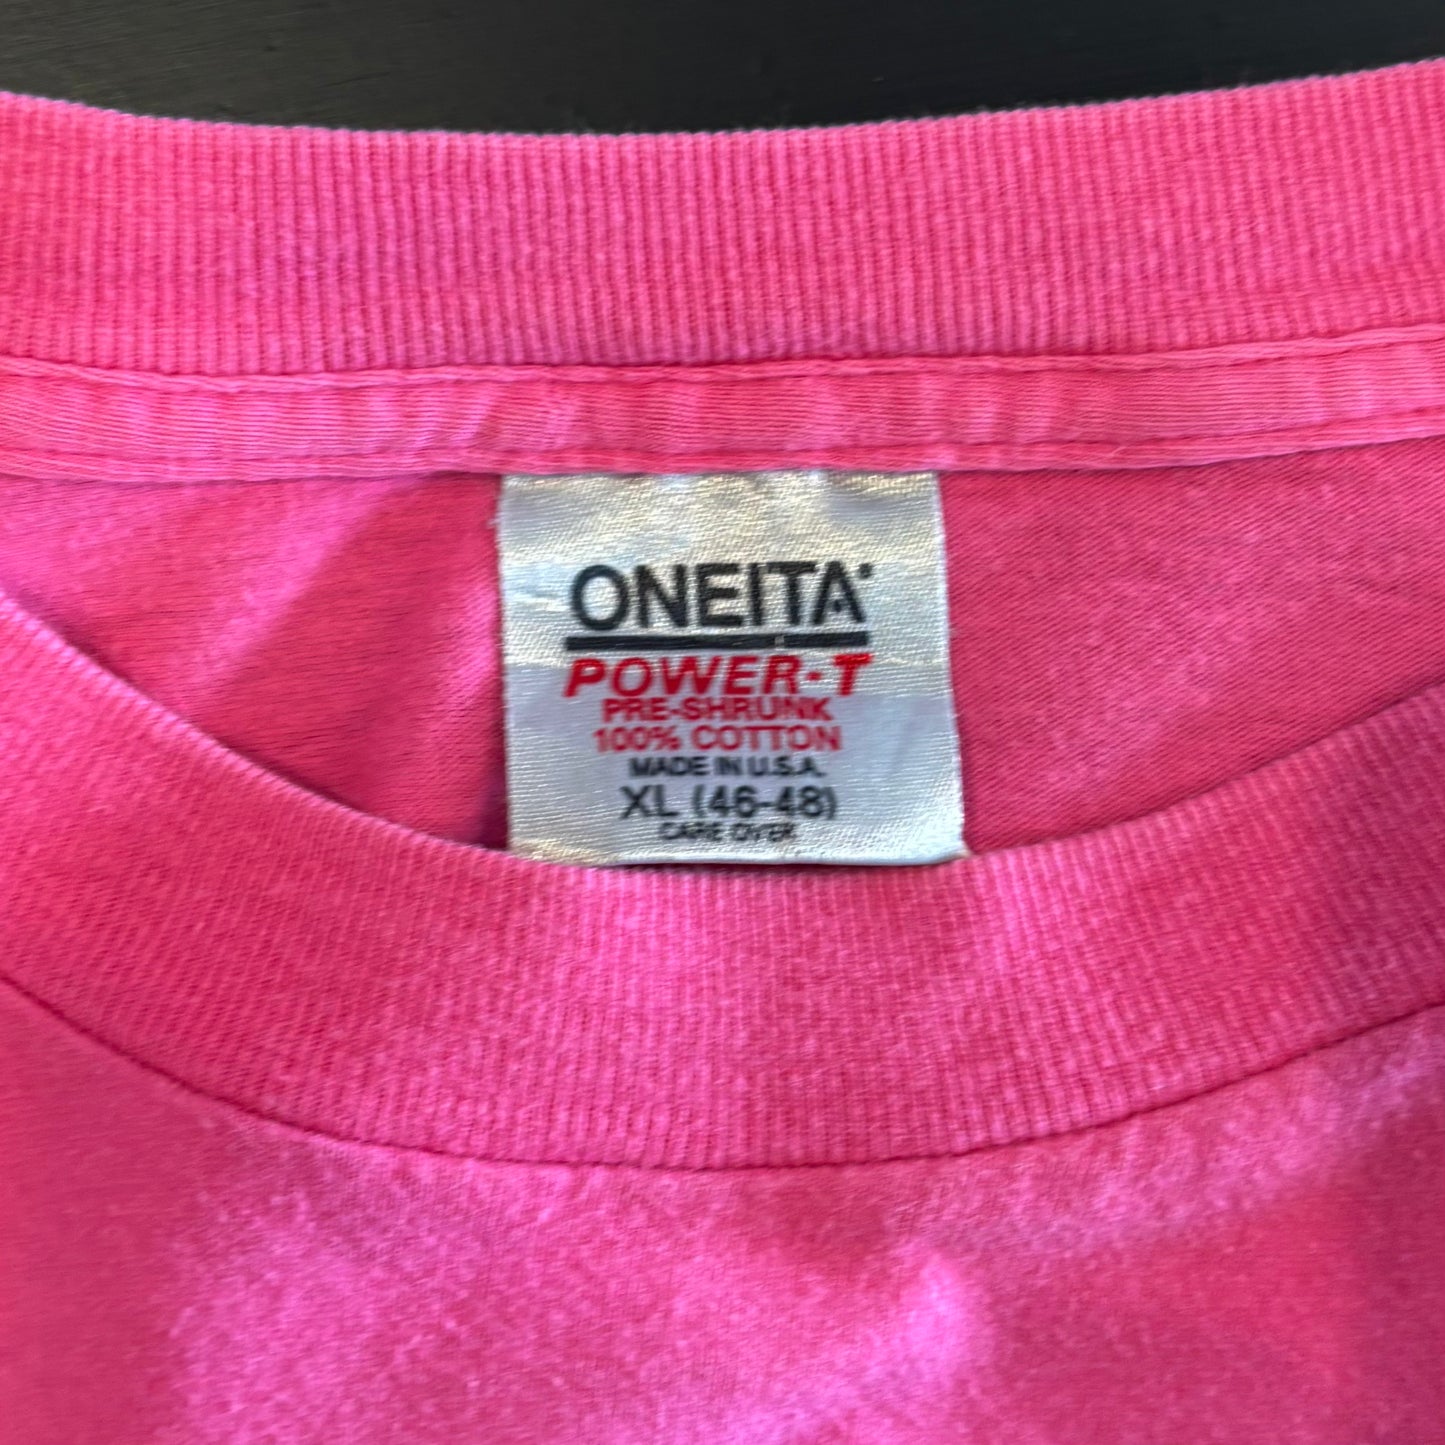 ONEITA
POWER-T
PRE-SHRUNK
100% COTTON
MADE IN U.S.A.
XL (46-48)
CARE OVER